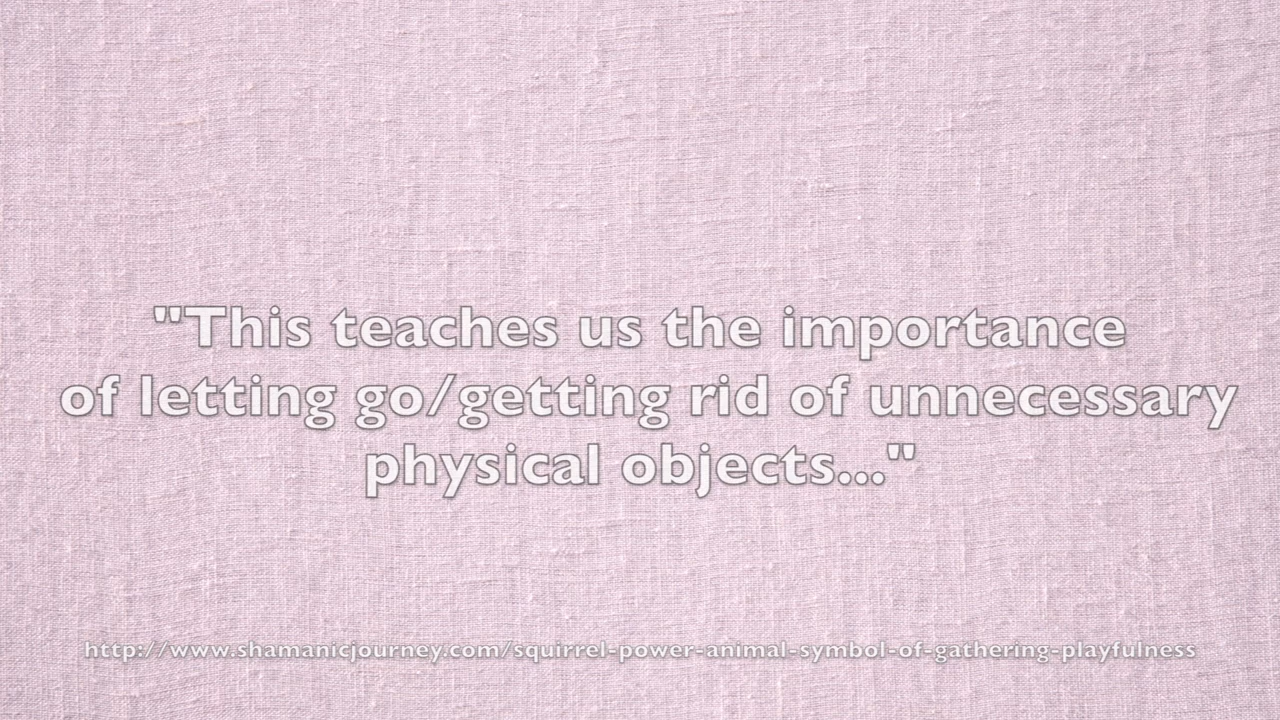 "This teaches us the importance
of letting go/getting rid of unnecessary
physical objects..."
http://www.shamanicjourney.com/squirrel-power-animal-symbol-of-gathering-playfulness